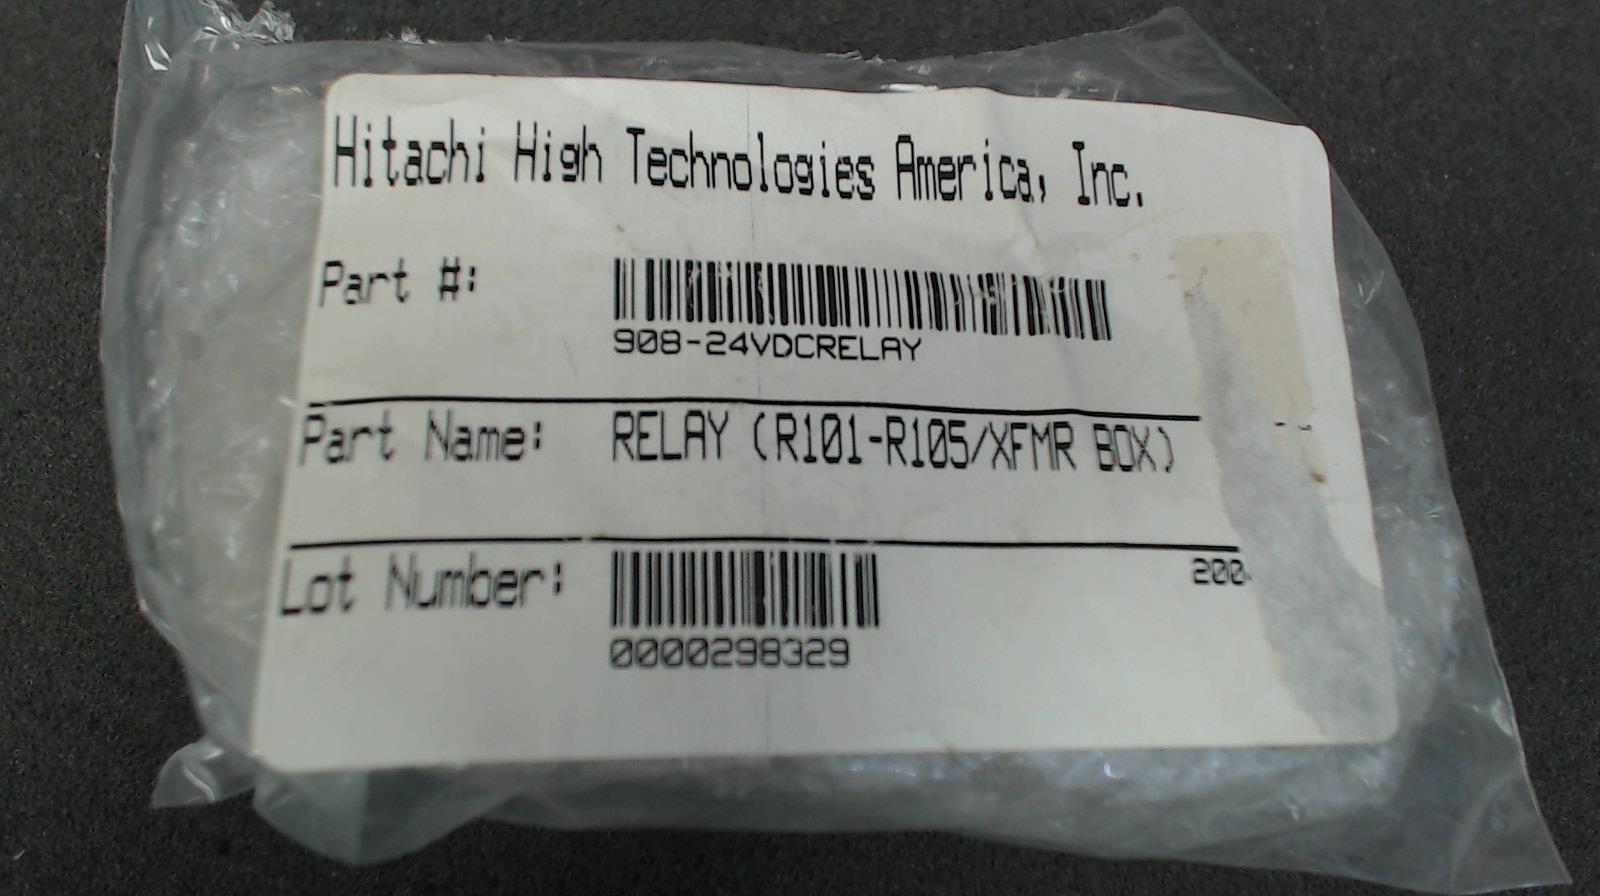 Hitachi High Technologies America, Inc.
Part #:
908-24VDCRELAY
Part Name: RELAY (R101-R105/XFMR BOX)
Lot Number:
200
0000298329